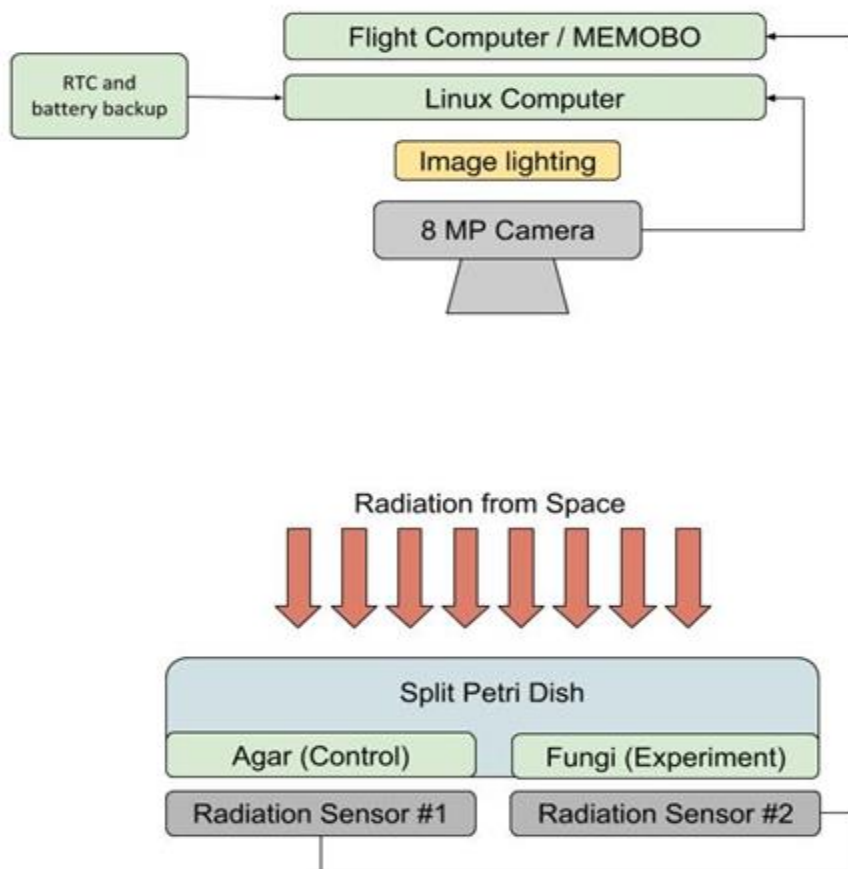 Flight Computer / MEMOBO
RTC and
battery backup
Linux Computer
Image lighting
8 MP Camera
Radiation from Space
Split Petri Dish
Agar (Control)
Fungi (Experiment)
Radiation Sensor #1
Radiation Sensor #2